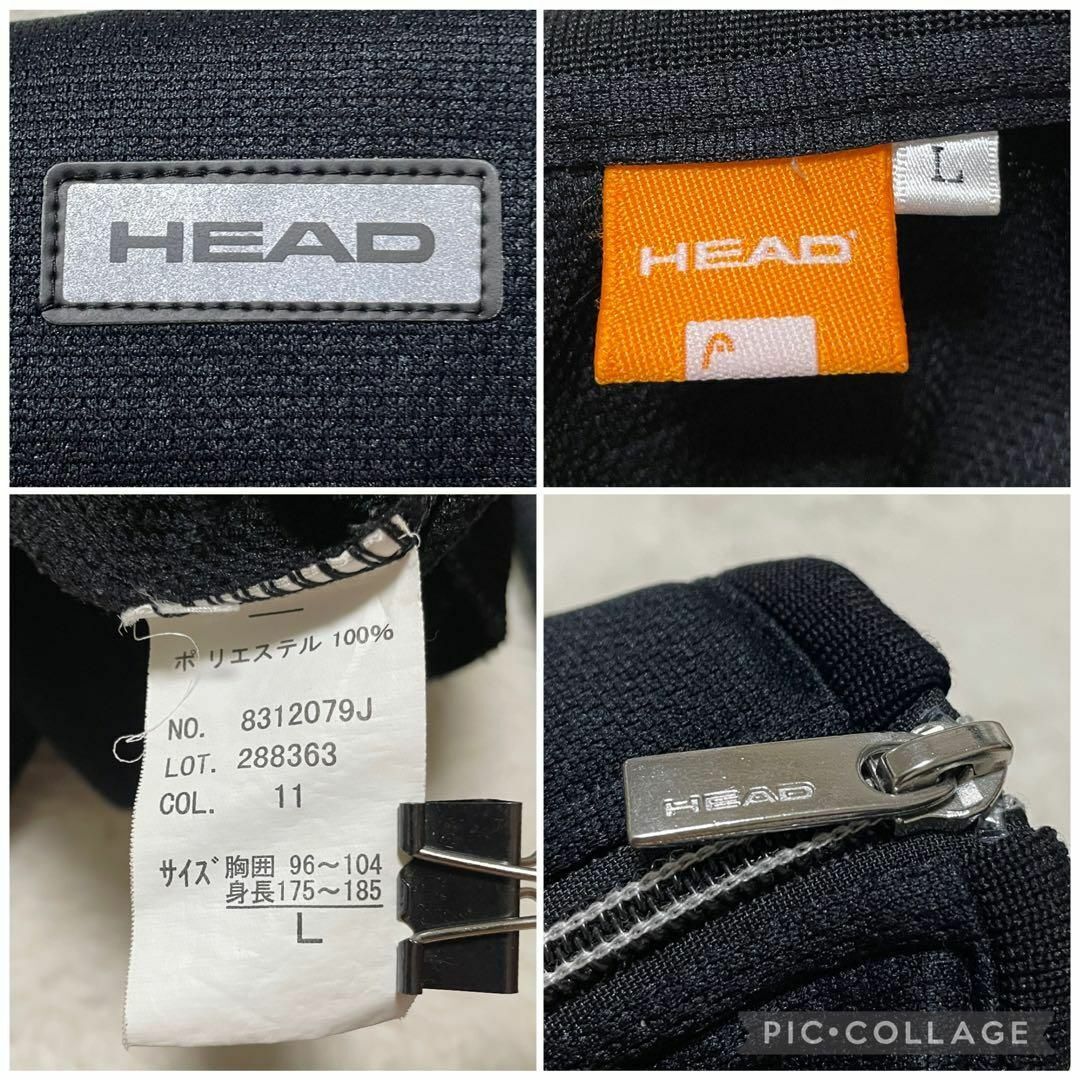 HEAD
HEAD
L
ポリエステル 100%
NO. 8312079J
LOT. 288363
COL. 11
サイズ 胸囲 96～104
身長175～185
L
HEAD
PIC•COLLAGE